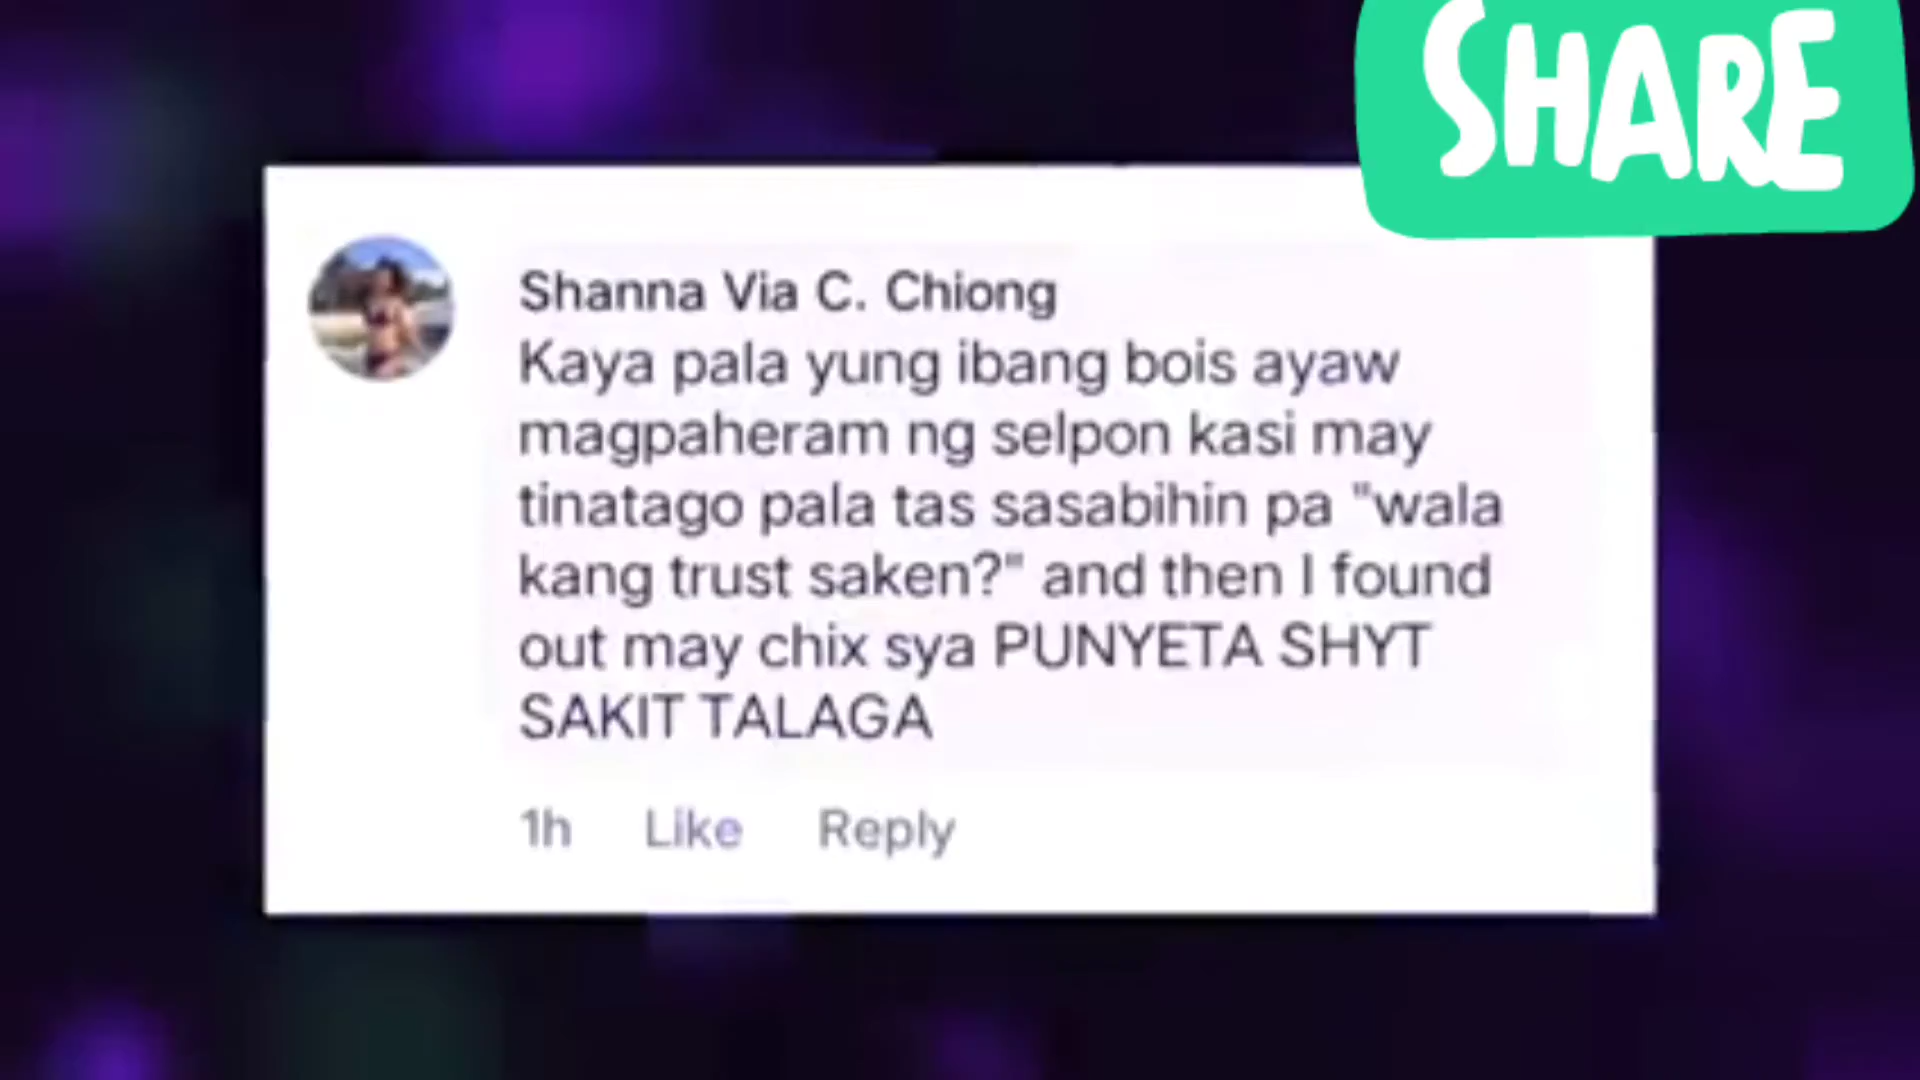 SHARE
Shanna Via C. Chiong
Kaya pala yung ibang bois ayaw
magpaheram ng selpon kasi may
tinatago pala tas sasabihin pa "wala
kang trust saken?" and then I found
out may chix sya PUNYETA SHYT
SAKIT TALAGA
1h Like Reply